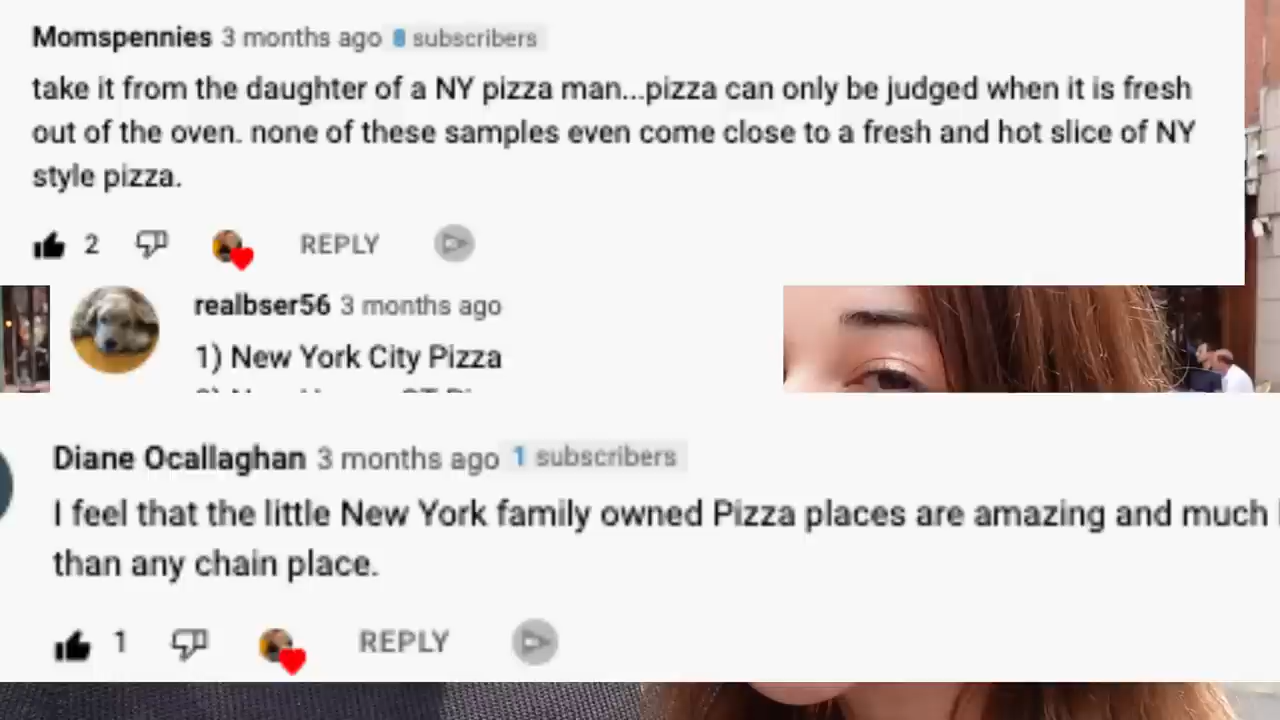 Momspennies 3 months ago 8 subscribers
take it from the daughter of a NY pizza man...pizza can only be judged when it is fresh
out of the oven. none of these samples even come close to a fresh and hot slice of NY
style pizza.
2 REPLY
realbser56 3 months ago
1) New York City Pizza
Diane Ocallaghan 3 months ago 1 subscribers
I feel that the little New York family owned Pizza places are amazing and much
than any chain place.
1 REPLY